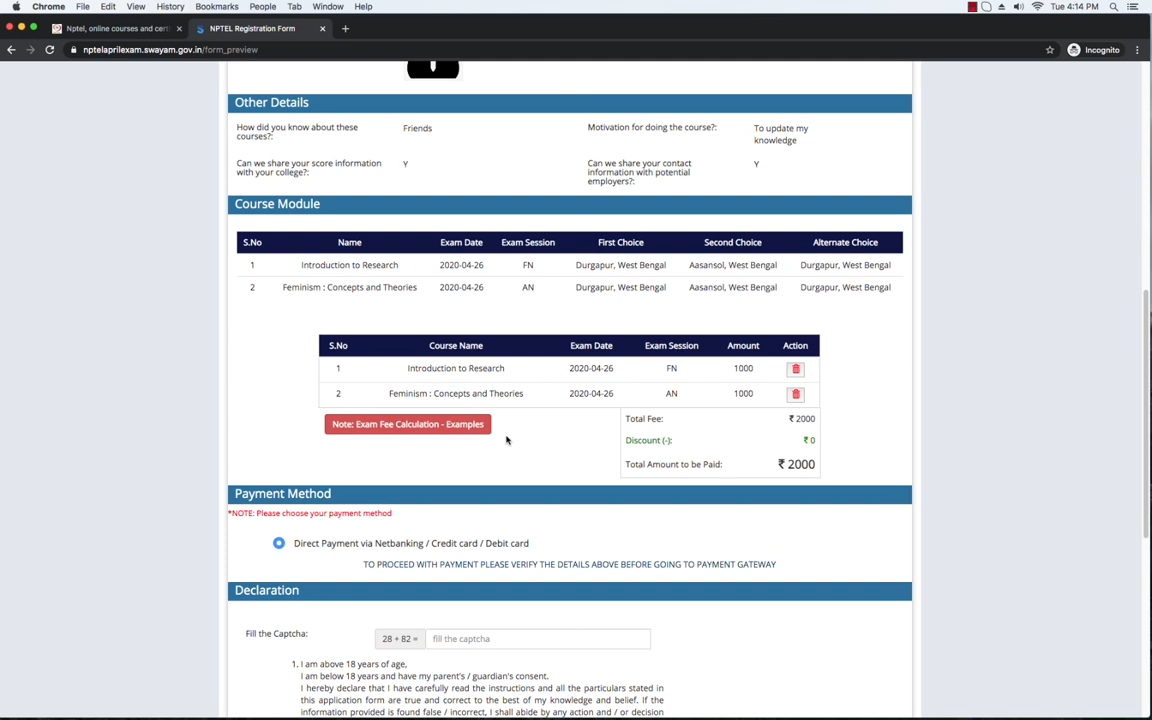 Chrome File Edit View History Bookmarks People Tab Window Help Tue 4:14 PM
Nptel, online courses and certi NPTEL Registration Form
nptelaprilexam.swayam.gov.in/form_preview Incognito
Other Details
How did you know about these courses?: Friends Motivation for doing the course?: To update my knowledge
Can we share your score information with your college?: Y Can we share your contact information with potential employers?: Y
Course Module
S.No Name Exam Date Exam Session First Choice Second Choice Alternate Choice
1 Introduction to Research 2020-04-26 FN Durgapur, West Bengal Aasansol, West Bengal Durgapur, West Bengal
2 Feminism : Concepts and Theories 2020-04-26 AN Durgapur, West Bengal Aasansol, West Bengal Durgapur, West Bengal
S.No Course Name Exam Date Exam Session Amount Action
1 Introduction to Research 2020-04-26 FN 1000
2 Feminism : Concepts and Theories 2020-04-26 AN 1000
Note: Exam Fee Calculation - Examples
Total Fee: ₹ 2000
Discount (-): ₹ 0
Total Amount to be Paid: ₹ 2000
Payment Method
*NOTE: Please choose your payment method
Direct Payment via Netbanking / Credit card / Debit card
TO PROCEED WITH PAYMENT PLEASE VERIFY THE DETAILS ABOVE BEFORE GOING TO PAYMENT GATEWAY
Declaration
Fill the Captcha: 28 + 82 = fill the captcha
1. I am above 18 years of age,
I am below 18 years and have my parent's / guardian's consent.
I hereby declare that I have carefully read the instructions and all the particulars stated in
this application form are true and correct to the best of my knowledge and belief. If the
information provided is found false / incorrect, I shall abide by any action and / or decision